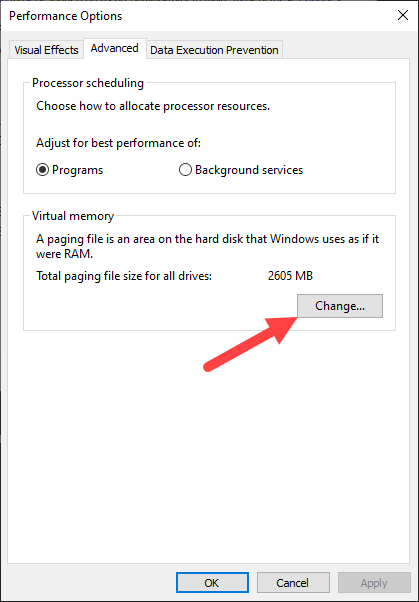 Performance Options
Visual Effects
Advanced
Data Execution Prevention
Processor scheduling
Choose how to allocate processor resources.
Adjust for best performance of:
Programs
Background services
Virtual memory
A paging file is an area on the hard disk that Windows uses as if it
were RAM.
Total paging file size for all drives:
2605 MB
Change...
OK
Cancel
Apply